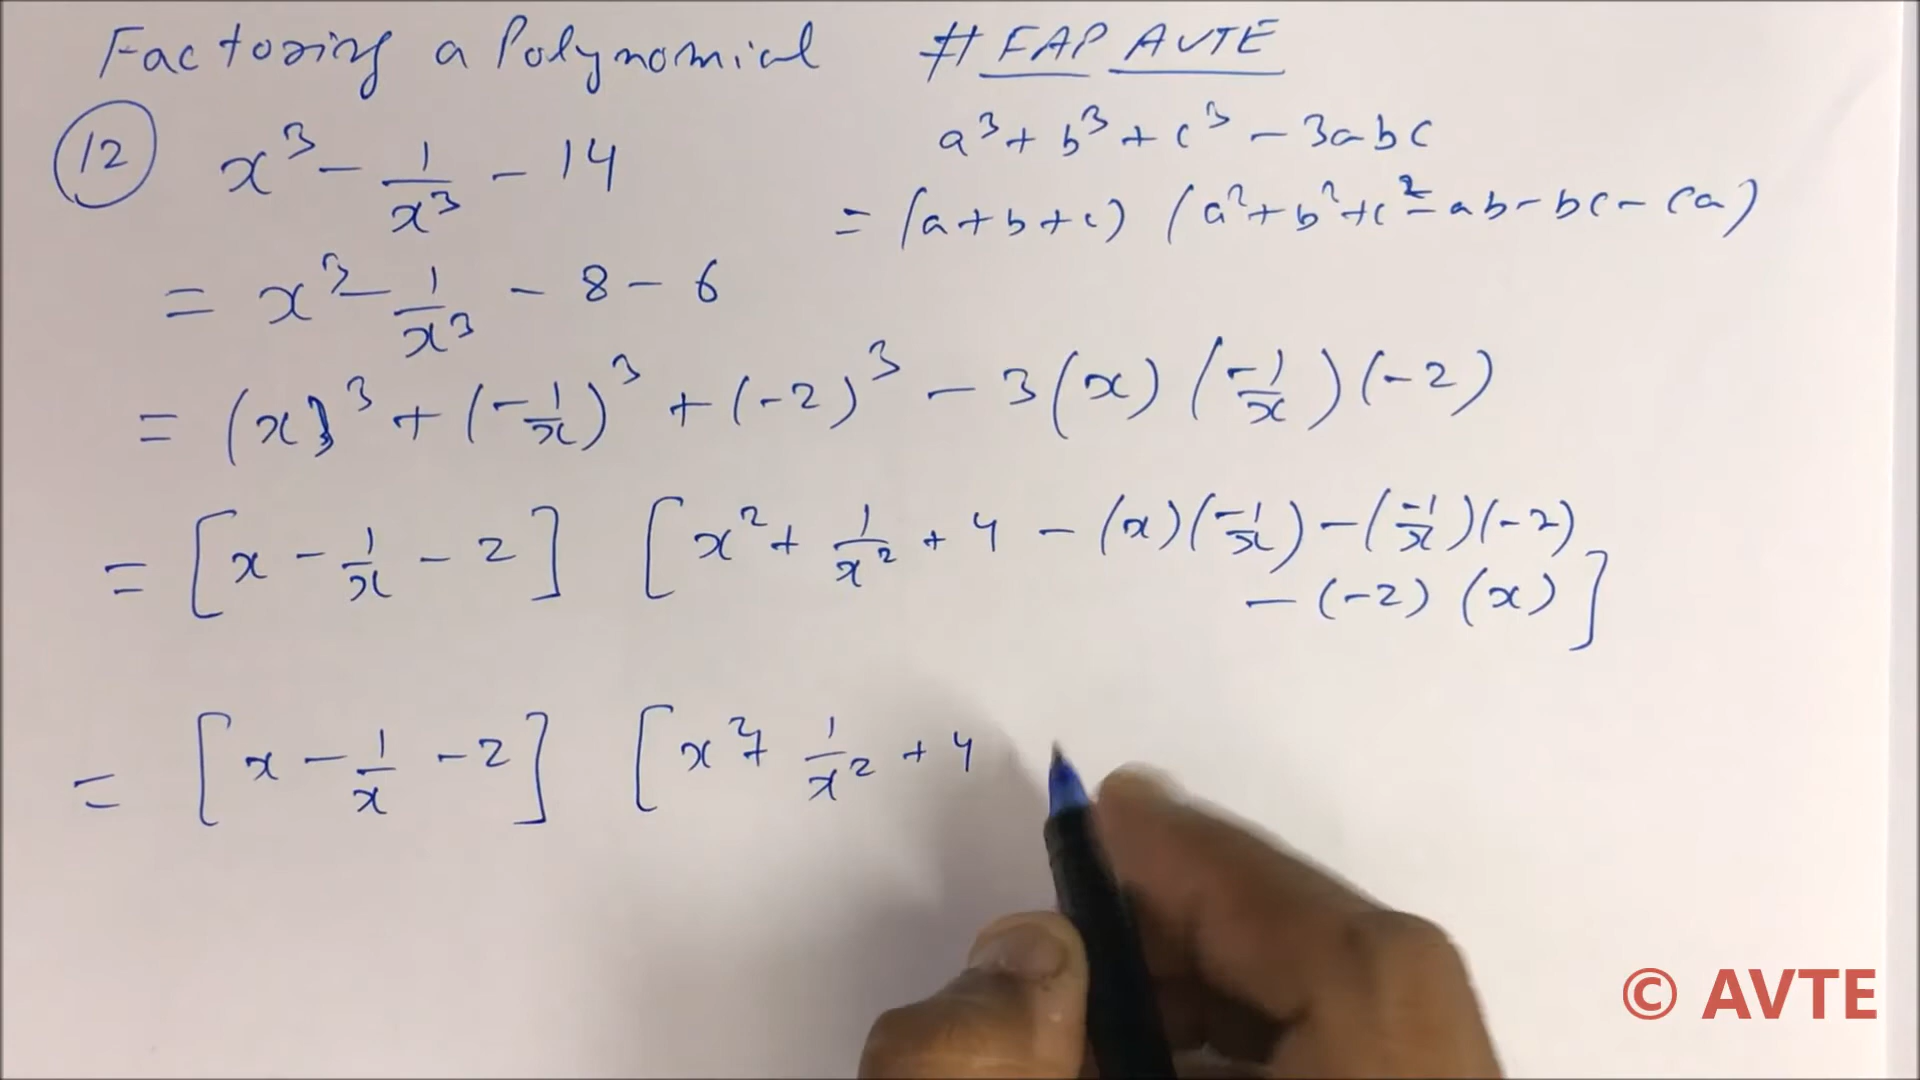 Factoring a Polynomial # FAP AVTE
12 x³ - 1/x³ - 14
a³ + b³ + c³ - 3abc
= (a + b + c) (a² + b² + c² - ab - bc - ca)
= x³ - 1/x³ - 8 - 6
= (x)³ + (-1/x)³ + (-2)³ - 3(x)(-1/x)(-2)
= [x - 1/x - 2] [x² + 1/x² + 4 - (x)(-1/x) - (-1/x)(-2)
- (-2)(x)]
= [x - 1/x - 2] [x² + 1/x² + 4
© AVTE